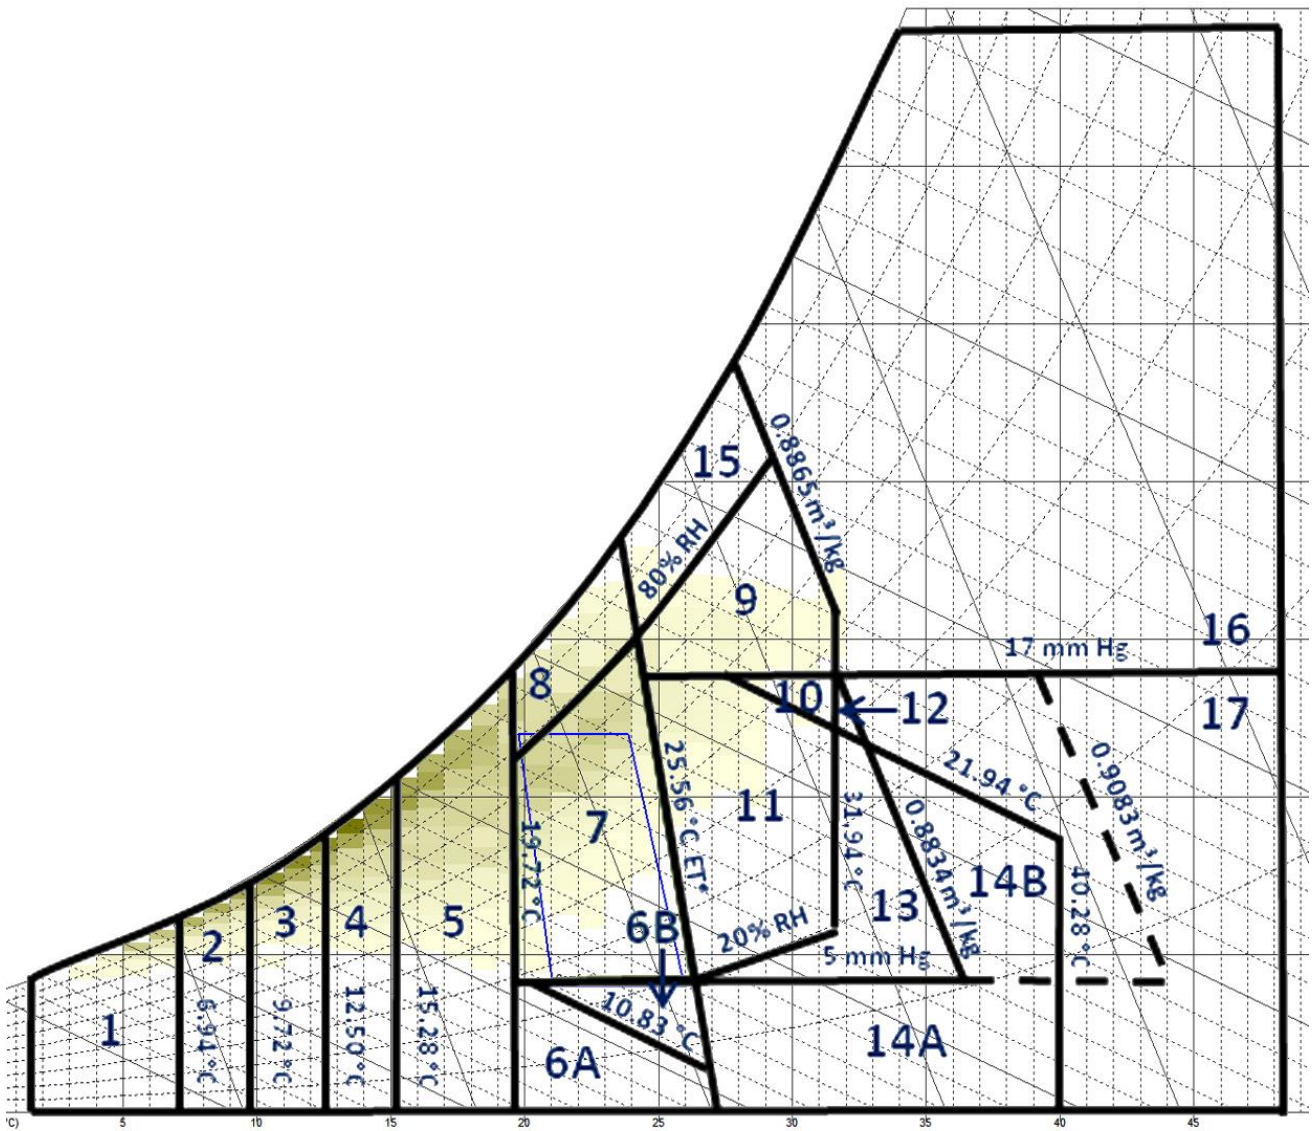 0.8865 m³/kg
15
80% RH
9
16
17 mm Hg
8
10
12
17
21.94 °C
0.9083 m³/kg
25.56 °C ET*
11
31.94 °C
0.8834 m³/kg
7
19.72 °C
14B
40.28 °C
13
6B
20% RH
5 mm Hg
5
4
3
2
1
6.94 °C
9.72 °C
12.50 °C
15.28 °C
10.83 °C
6A
14A
°C) 5 10 15 20 25 30 35 40 45